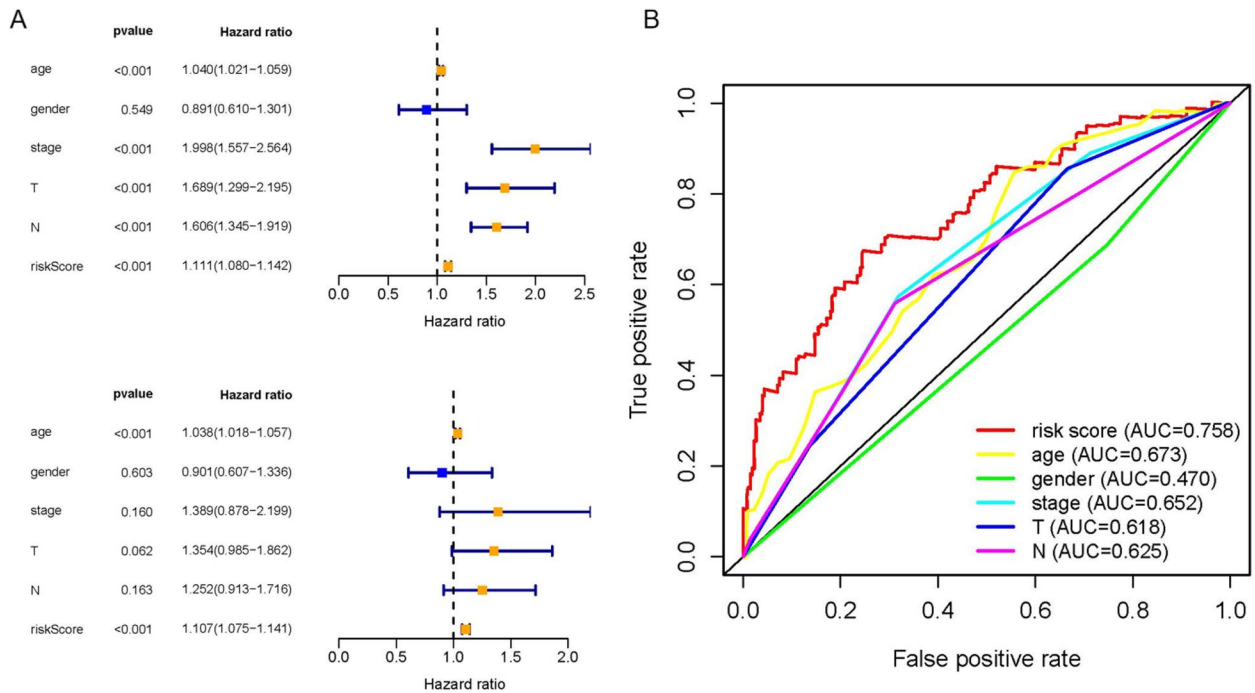 A
pvalue Hazard ratio
age <0.001 1.040(1.021−1.059)
gender 0.549 0.891(0.610−1.301)
stage <0.001 1.998(1.557−2.564)
T <0.001 1.689(1.299−2.195)
N <0.001 1.606(1.345−1.919)
riskScore <0.001 1.111(1.080−1.142)
0.0 0.5 1.0 1.5 2.0 2.5
Hazard ratio
pvalue Hazard ratio
age <0.001 1.038(1.018−1.057)
gender 0.603 0.901(0.607−1.336)
stage 0.160 1.389(0.878−2.199)
T 0.062 1.354(0.985−1.862)
N 0.163 1.252(0.913−1.716)
riskScore <0.001 1.107(1.075−1.141)
0.0 0.5 1.0 1.5 2.0
Hazard ratio
B
True positive rate
1.0
0.8
0.6
0.4
0.2
0.0
risk score (AUC=0.758)
age (AUC=0.673)
gender (AUC=0.470)
stage (AUC=0.652)
T (AUC=0.618)
N (AUC=0.625)
0.0 0.2 0.4 0.6 0.8 1.0
False positive rate